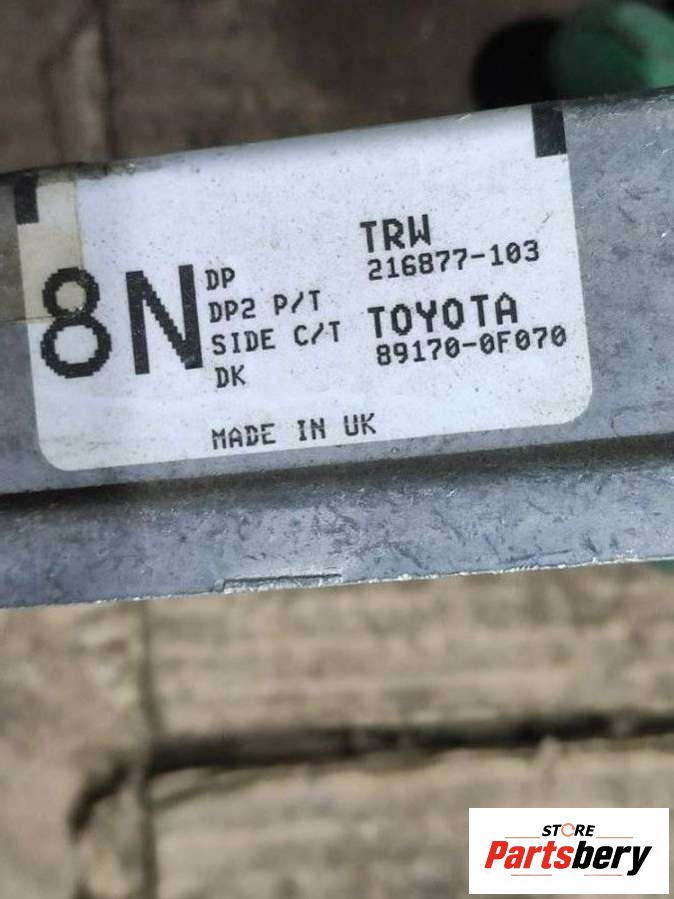 TRW
216877-103
8N
DP
DP2 P/T
SIDE C/T
DK
TOYOTA
89170-0F070
MADE IN UK
STORE
Partsbery